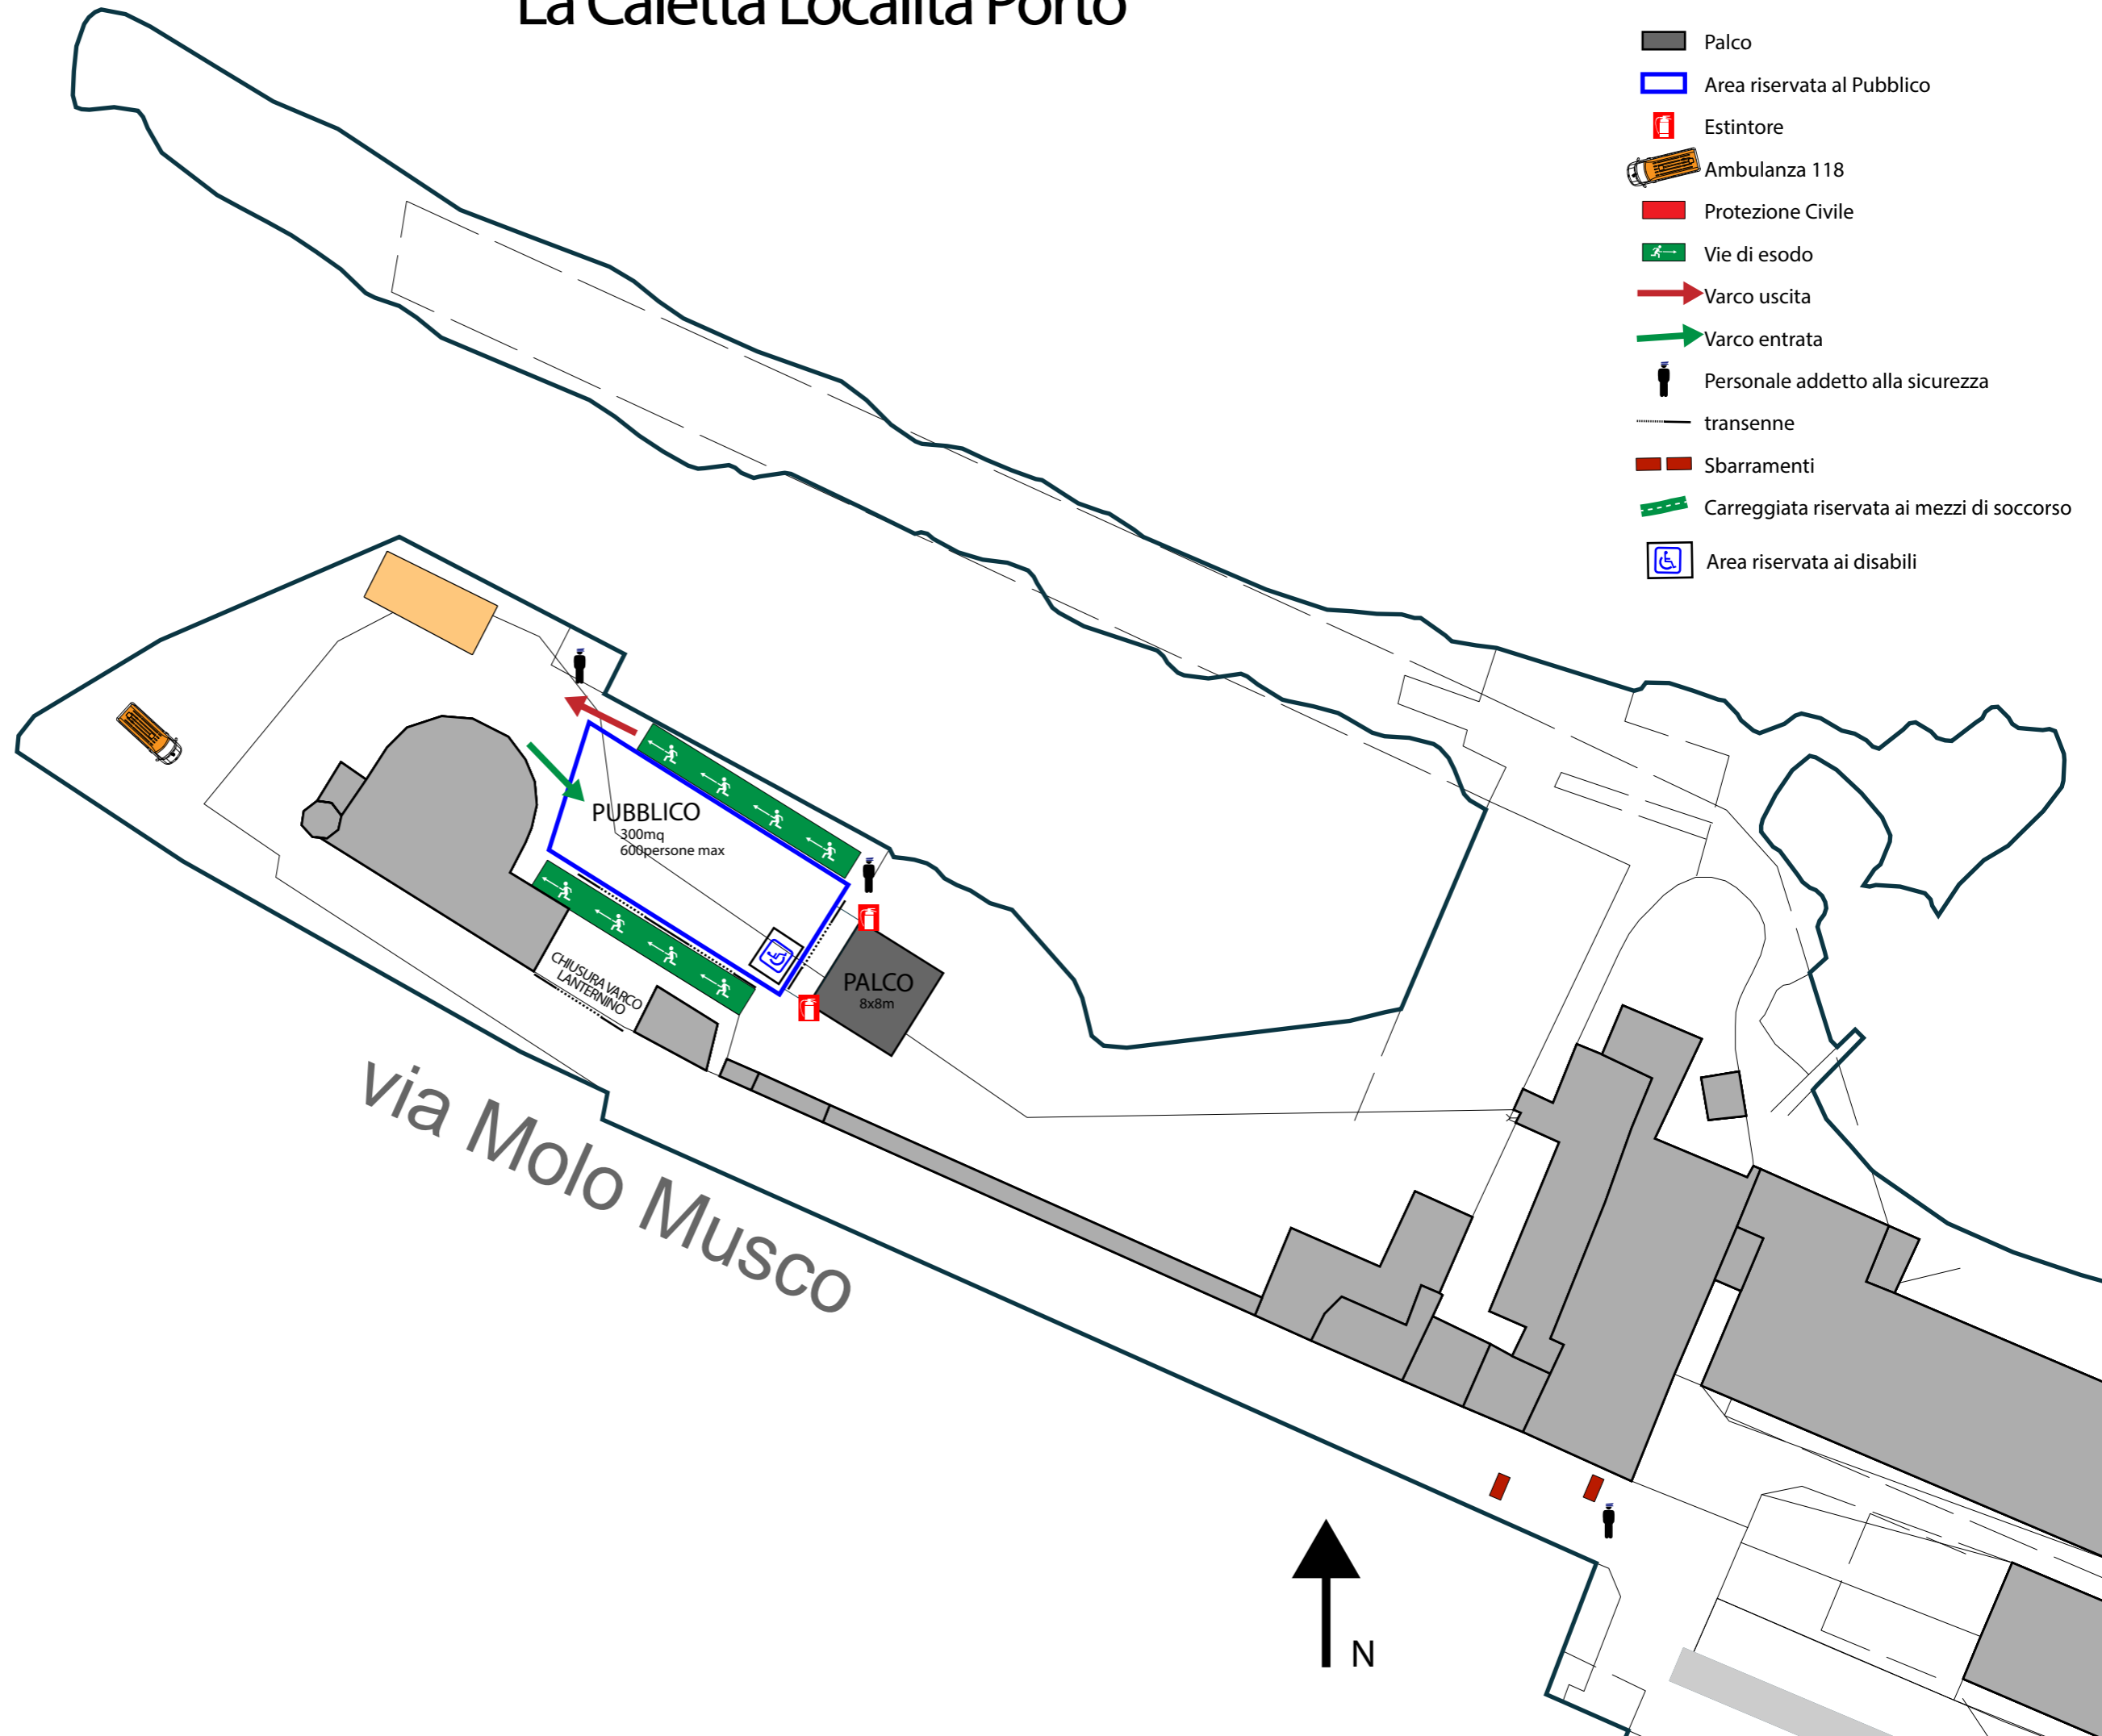 La Caletta Località Porto
Palco
Area riservata al Pubblico
Estintore
Ambulanza 118
Protezione Civile
Vie di esodo
Varco uscita
Varco entrata
Personale addetto alla sicurezza
transenne
Sbarramenti
Carreggiata riservata ai mezzi di soccorso
Area riservata ai disabili
PUBBLICO
300mq
600persone max
PALCO
8x8m
CHIUSURA VARCO
LANTERNINO
via Molo Musco
N